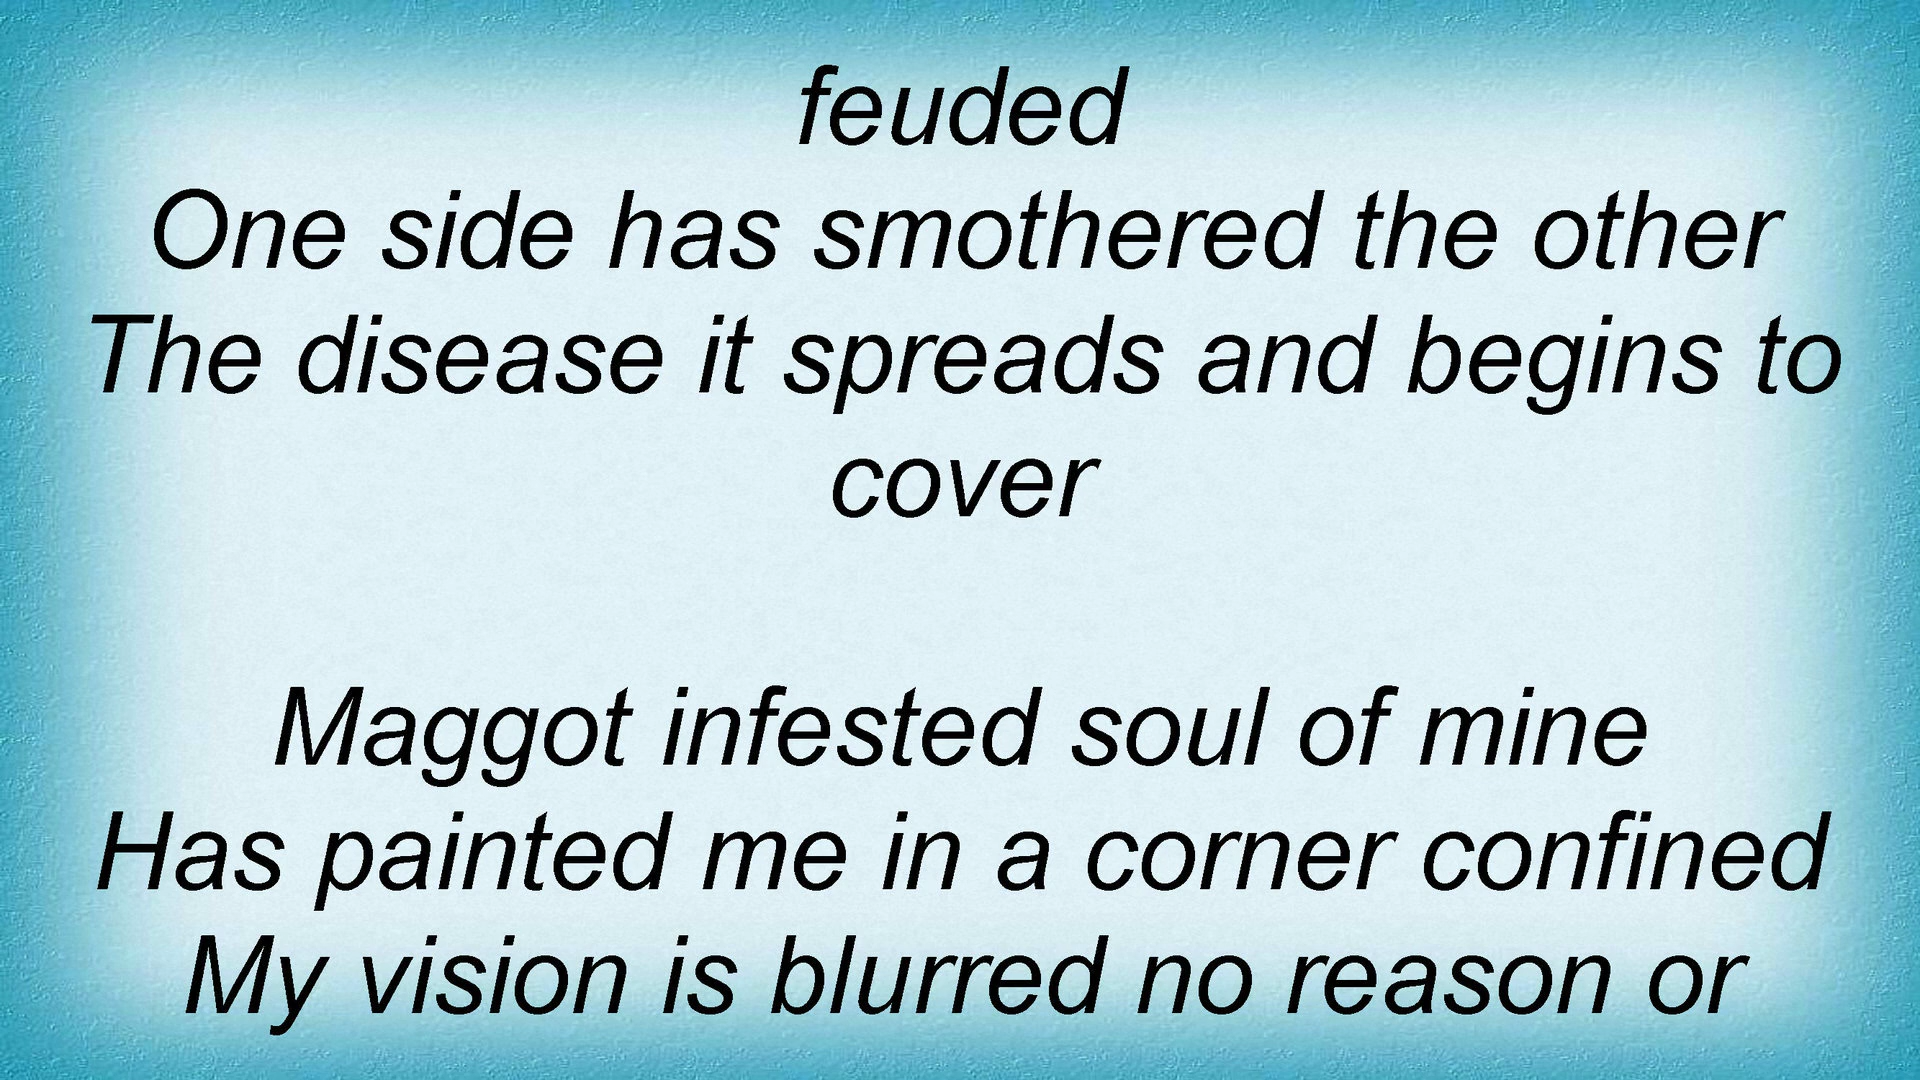 feuded
One side has smothered the other
The disease it spreads and begins to
cover
Maggot infested soul of mine
Has painted me in a corner confined
My vision is blurred no reason or